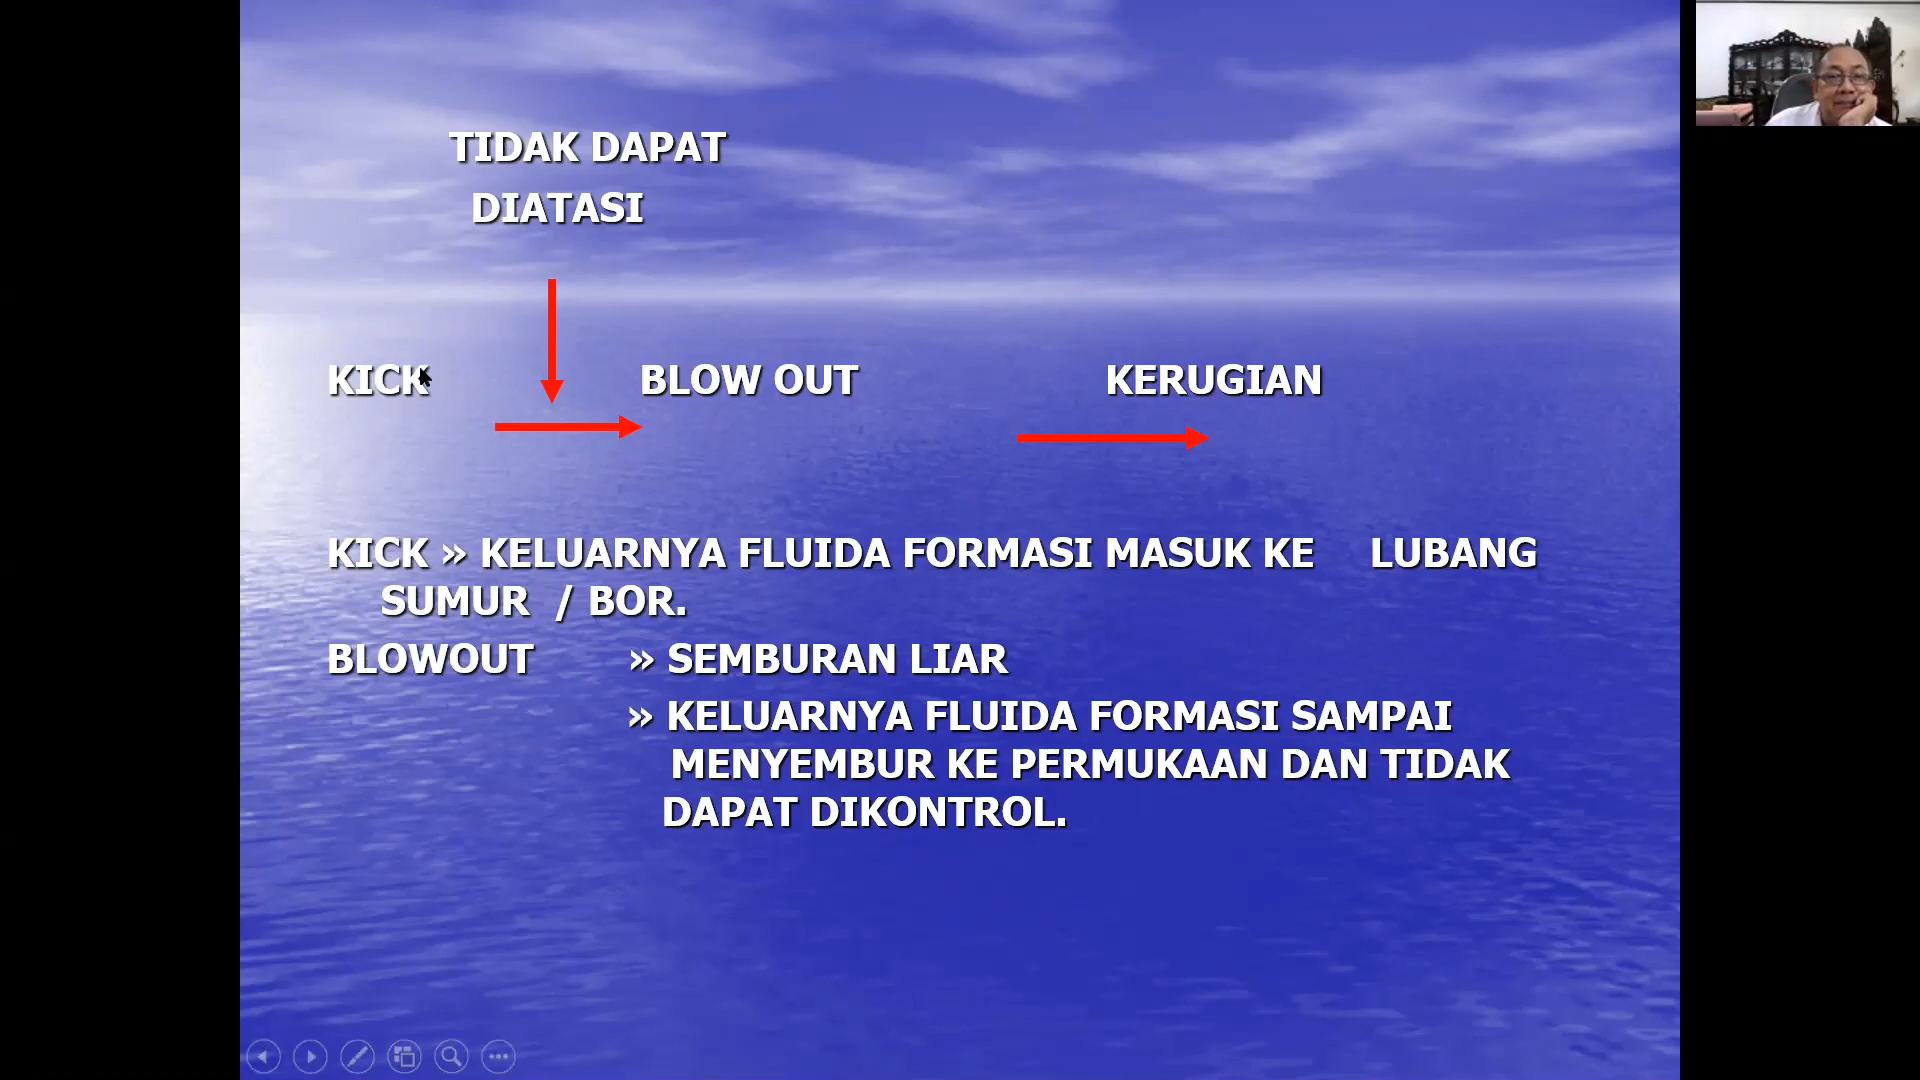 TIDAK DAPAT
DIATASI
KICK BLOW OUT KERUGIAN
KICK » KELUARNYA FLUIDA FORMASI MASUK KE LUBANG
SUMUR / BOR.
BLOWOUT » SEMBURAN LIAR
» KELUARNYA FLUIDA FORMASI SAMPAI
MENYEMBUR KE PERMUKAAN DAN TIDAK
DAPAT DIKONTROL.